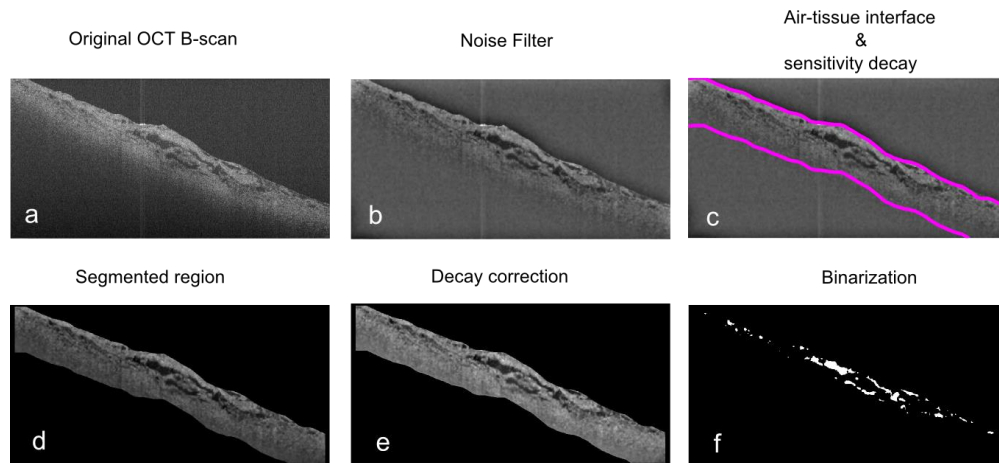 Original OCT B-scan
Noise Filter
Air-tissue interface
&
sensitivity decay
a
b
c
Segmented region
Decay correction
Binarization
d
e
f